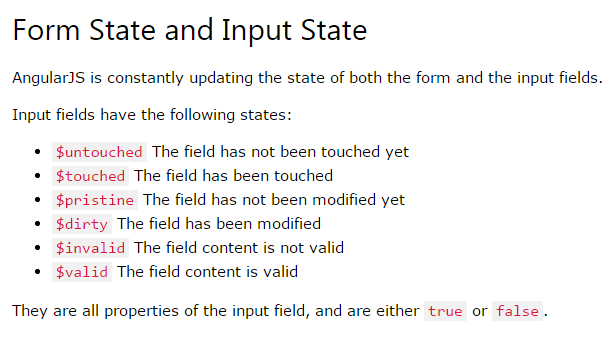 Form State and Input State
AngularJS is constantly updating the state of both the form and the input fields.
Input fields have the following states:
• $untouched The field has not been touched yet
• $touched The field has been touched
• $pristine The field has not been modified yet
• $dirty The field has been modified
• $invalid The field content is not valid
• $valid The field content is valid
They are all properties of the input field, and are either true or false.